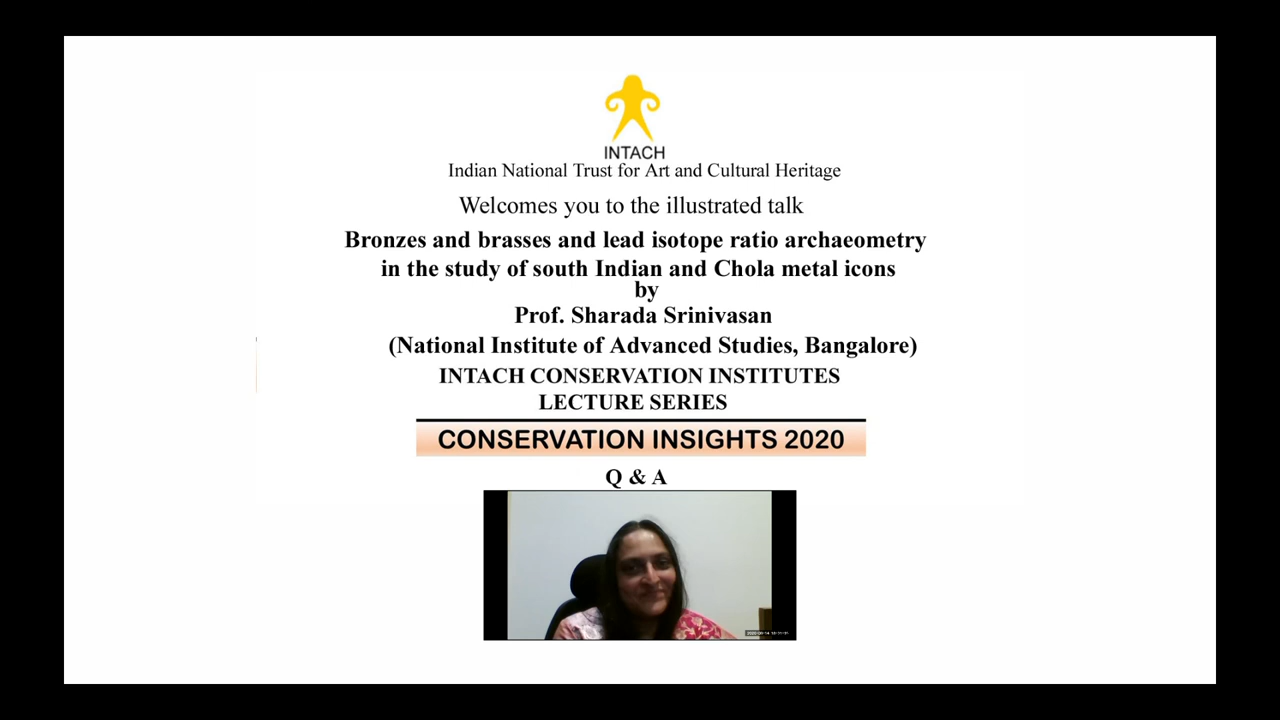 INTACH
Indian National Trust for Art and Cultural Heritage
Welcomes you to the illustrated talk
Bronzes and brasses and lead isotope ratio archaeometry
in the study of south Indian and Chola metal icons
by
Prof. Sharada Srinivasan
(National Institute of Advanced Studies, Bangalore)
INTACH CONSERVATION INSTITUTES
LECTURE SERIES
CONSERVATION INSIGHTS 2020
Q & A